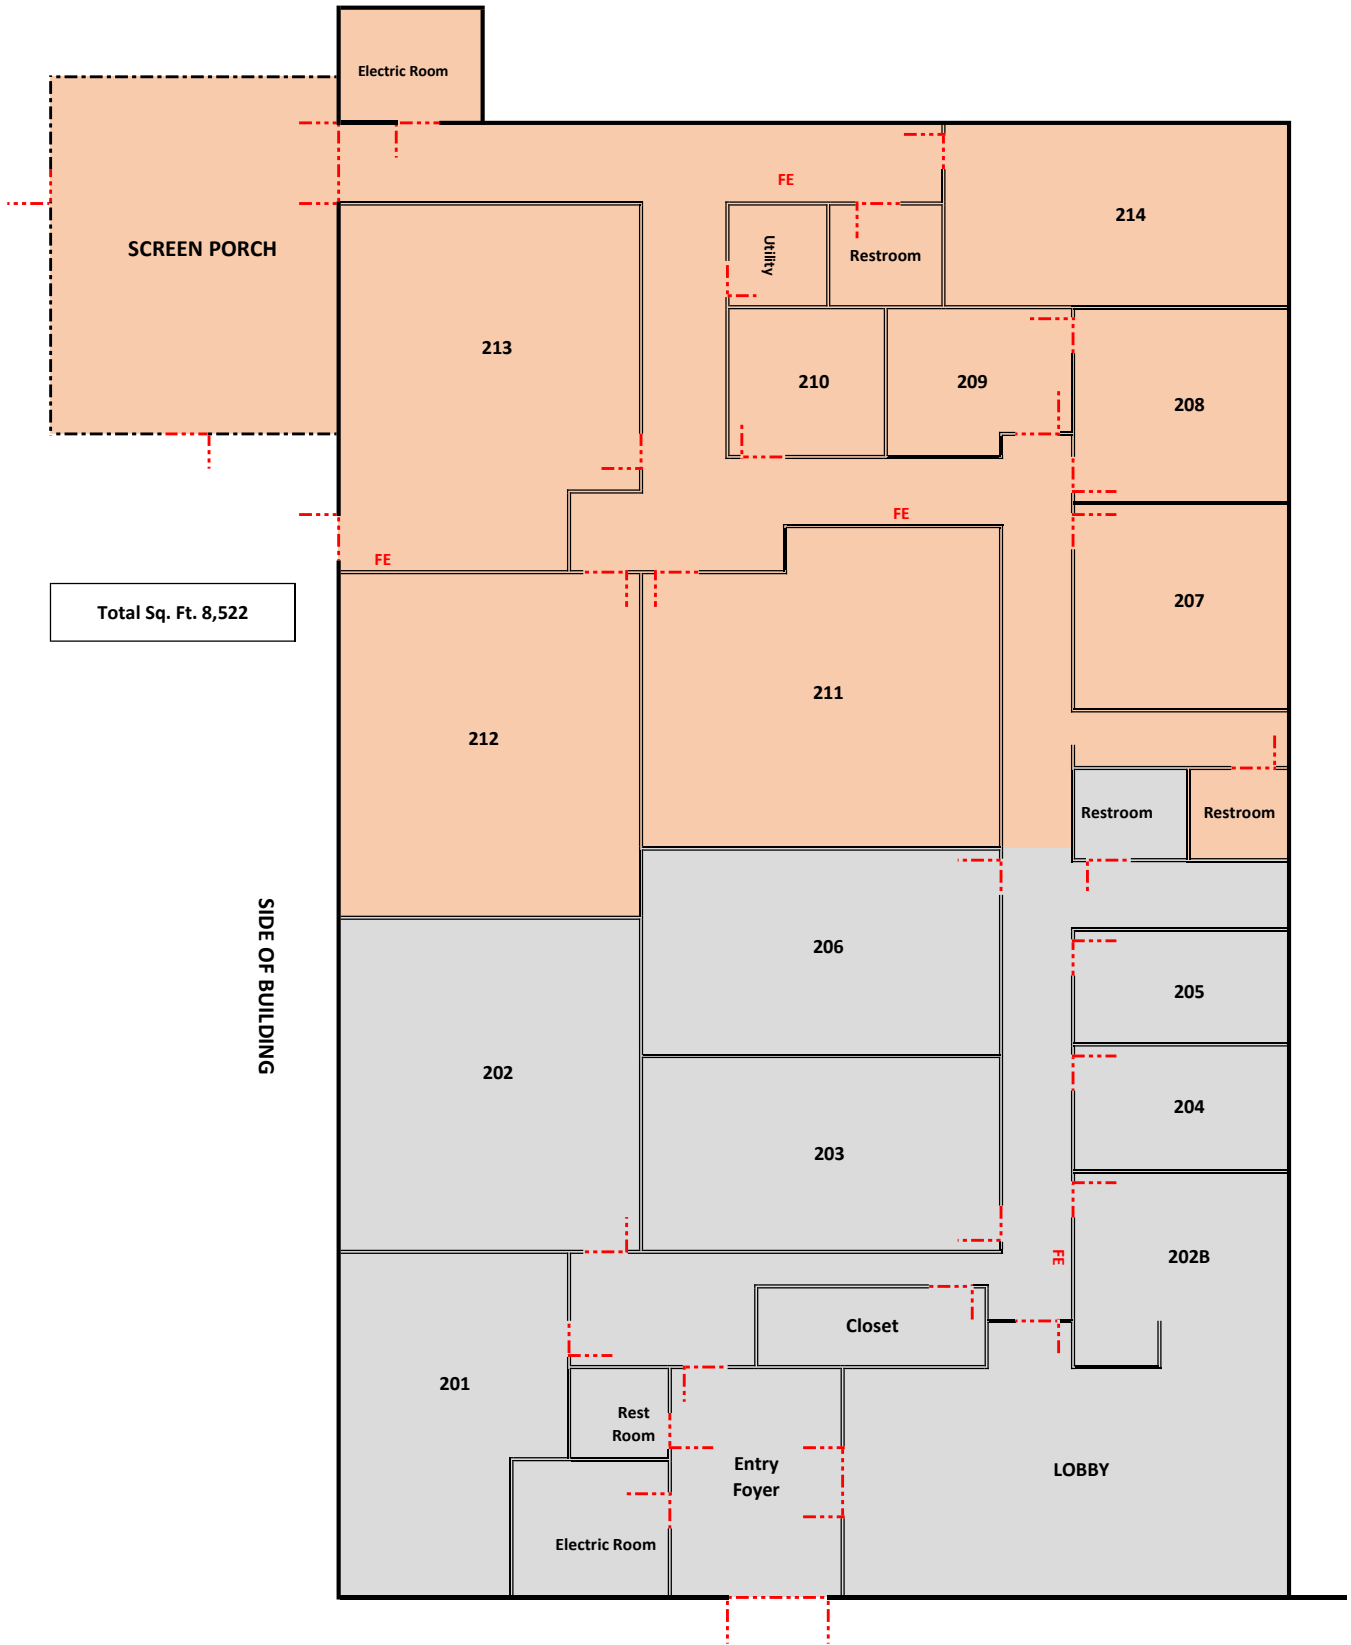 Electric Room
FE
214
SCREEN PORCH
Utility
Restroom
213
210
209
208
FE
FE
Total Sq. Ft. 8,522
207
211
212
Restroom
Restroom
SIDE OF BUILDING
206
205
202
204
203
FE
202B
Closet
201
Rest
Room
Entry
Foyer
LOBBY
Electric Room